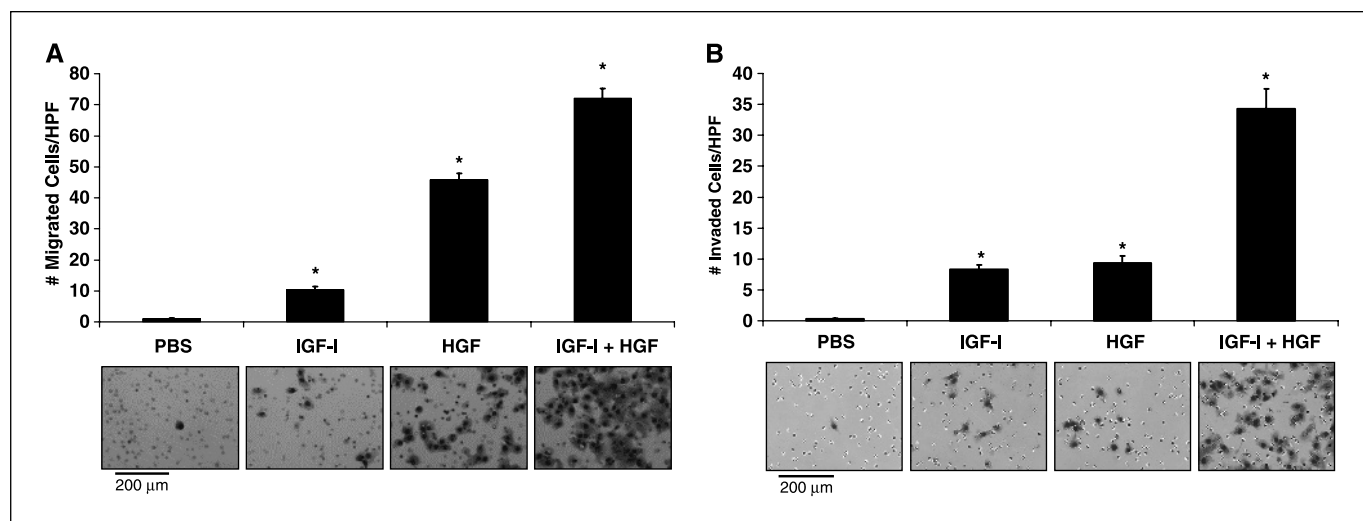 A
# Migrated Cells/HPF
80
70
60
50
40
30
20
10
0
*
*
*
PBS
IGF-I
HGF
IGF-I + HGF
200 μm
B
# Invaded Cells/HPF
40
35
30
25
20
15
10
5
0
*
*
*
PBS
IGF-I
HGF
IGF-I + HGF
200 μm